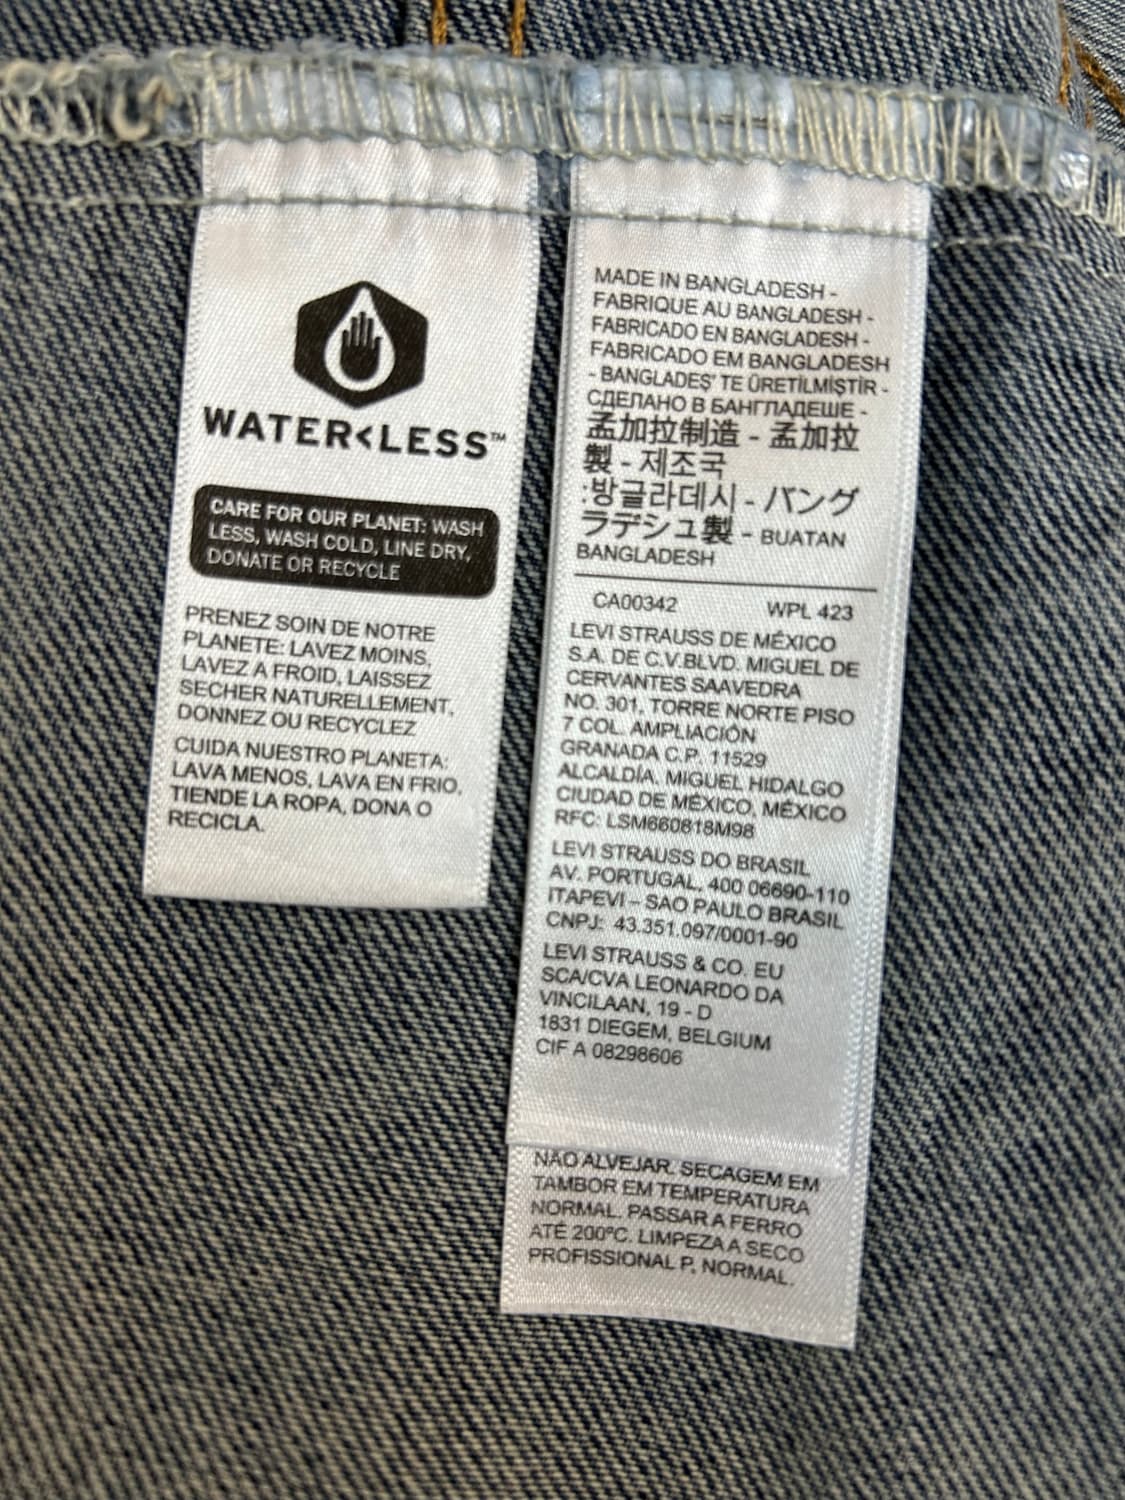 WATER<LESS™
CARE FOR OUR PLANET: WASH
LESS, WASH COLD, LINE DRY,
DONATE OR RECYCLE
PRENEZ SOIN DE NOTRE
PLANETE: LAVEZ MOINS,
LAVEZ A FROID, LAISSEZ
SECHER NATURELLEMENT,
DONNEZ OU RECYCLEZ
CUIDA NUESTRO PLANETA:
LAVA MENOS, LAVA EN FRIO,
TIENDE LA ROPA, DONA O
RECICLA.
MADE IN BANGLADESH -
FABRIQUE AU BANGLADESH -
FABRICADO EN BANGLADESH -
FABRICADO EM BANGLADESH
- BANGLADEŞ' TE ÜRETİLMİŞTİR -
СДЕЛАНО В БАНГЛАДЕШЕ -
孟加拉制造 - 孟加拉
製 - 제조국
:방글라데시 - バング
ラデシュ製 - BUATAN
BANGLADESH
CA00342 WPL 423
LEVI STRAUSS DE MÉXICO
S.A. DE C.V.BLVD. MIGUEL DE
CERVANTES SAAVEDRA
NO. 301, TORRE NORTE PISO
7 COL. AMPLIACIÓN
GRANADA C.P. 11529
ALCALDÍA. MIGUEL HIDALGO
CIUDAD DE MÉXICO, MÉXICO
RFC: LSM660818M98
LEVI STRAUSS DO BRASIL
AV. PORTUGAL, 400 06690-110
ITAPEVI – SAO PAULO BRASIL
CNPJ: 43.351.097/0001-90
LEVI STRAUSS & CO. EU
SCA/CVA LEONARDO DA
VINCILAAN, 19 - D
1831 DIEGEM, BELGIUM
CIF A 08298606
NÃO ALVEJAR. SECAGEM EM
TAMBOR EM TEMPERATURA
NORMAL. PASSAR A FERRO
ATÉ 200ºC. LIMPEZA A SECO
PROFISSIONAL P, NORMAL.